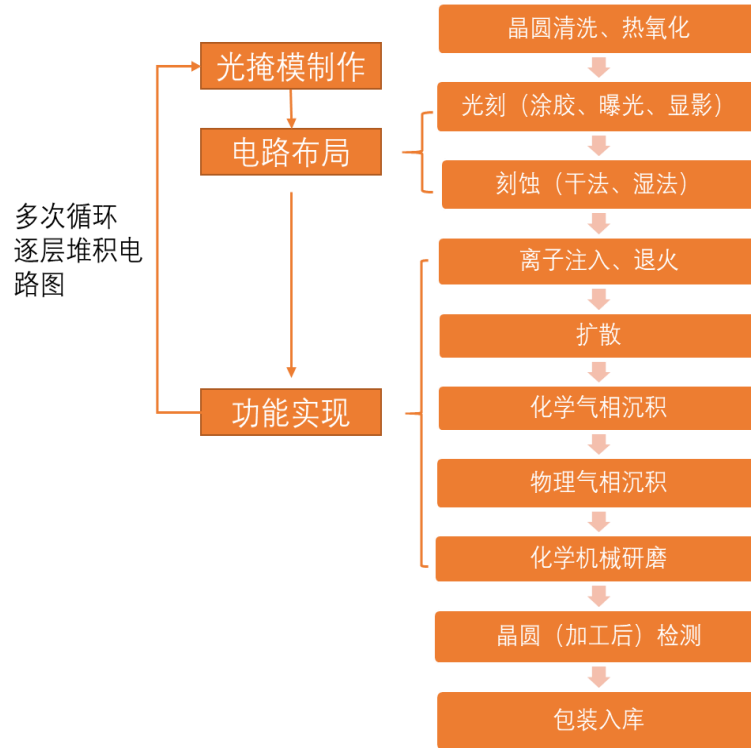 多次循环
逐层堆积电
路图
光掩模制作
电路布局
功能实现
晶圆清洗、热氧化
光刻（涂胶、曝光、显影）
刻蚀（干法、湿法）
离子注入、退火
扩散
化学气相沉积
物理气相沉积
化学机械研磨
晶圆（加工后）检测
包装入库